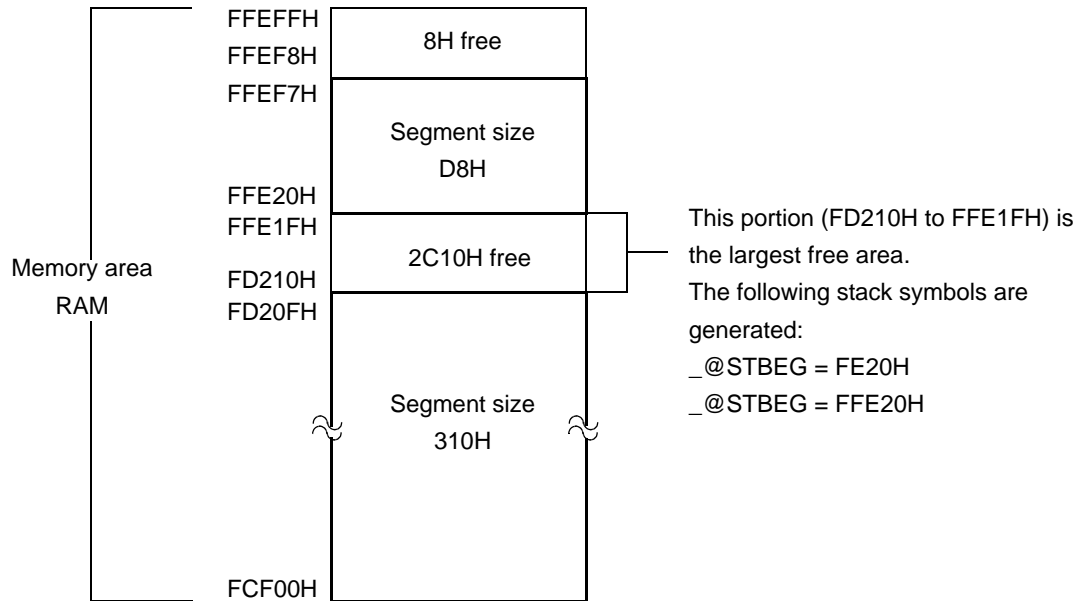 FFEFFH
8H free
FFEF8H
FFEF7H
Segment size
D8H
FFE20H
FFE1FH
2C10H free
FD210H
FD20FH
Memory area
RAM
Segment size
310H
FCF00H
This portion (FD210H to FFE1FH) is
the largest free area.
The following stack symbols are
generated:
_@STBEG = FE20H
_@STBEG = FFE20H